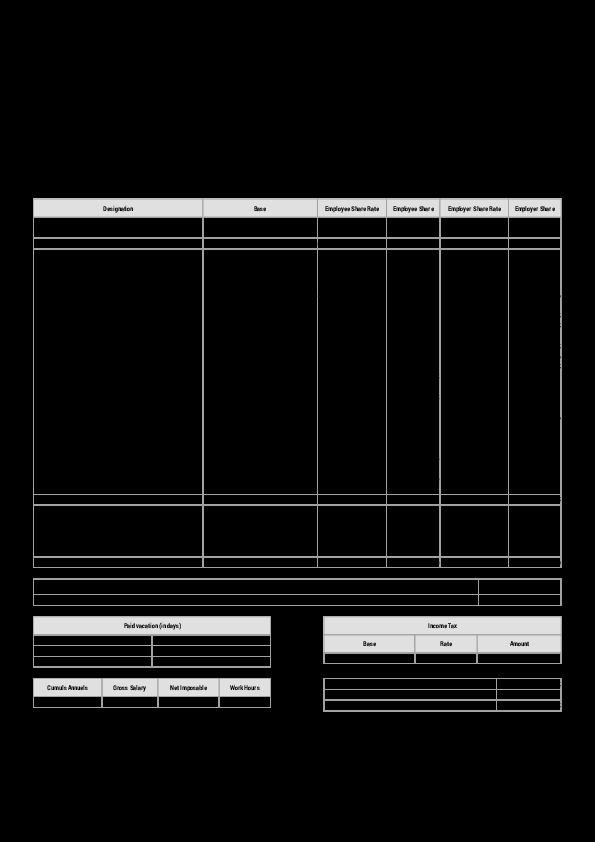 Designation Base Employee Share Rate Employee Share Employer Share Rate Employer Share
Paid vacation (in days)
Income Tax
Base Rate Amount
Cumuls Annuels Gross Salary Net Imposable Work Hours